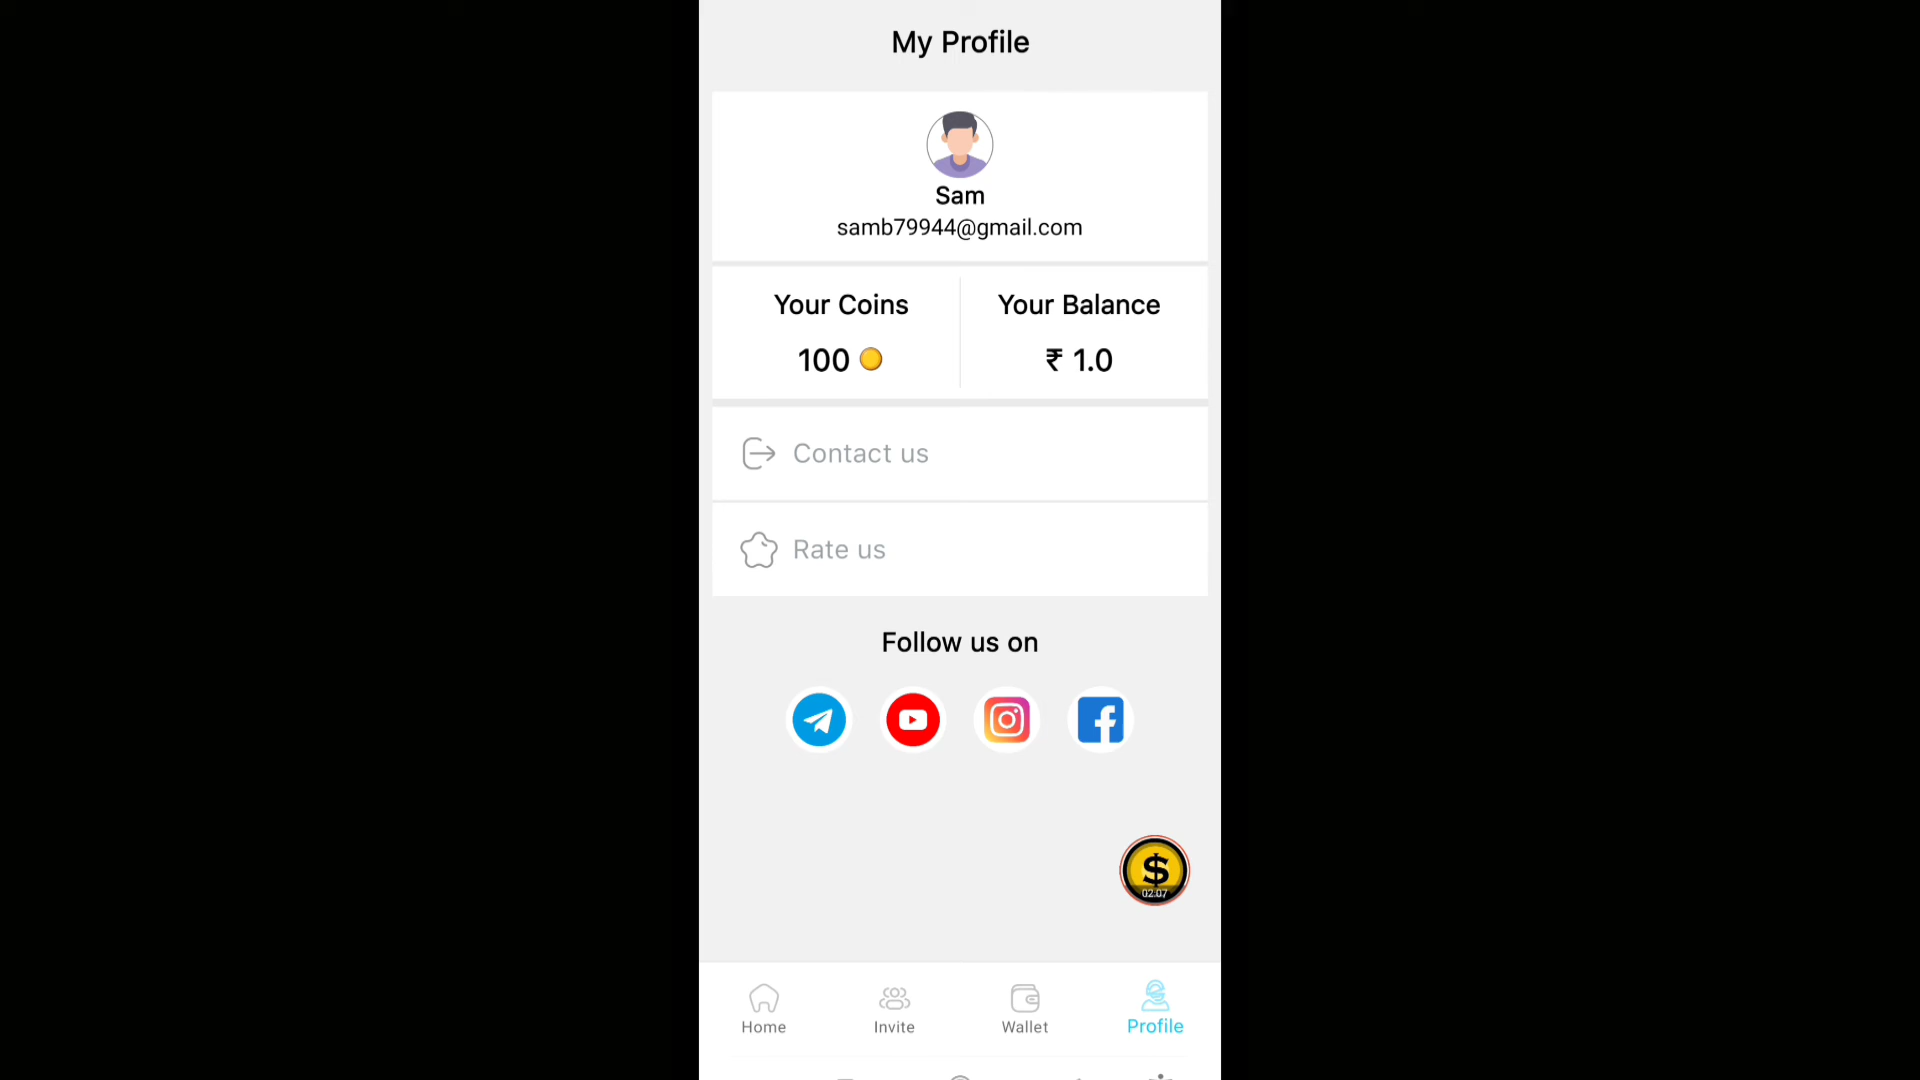 My Profile
Sam
samb79944@gmail.com
Your Coins
Your Balance
100
₹ 1.0
Contact us
Rate us
Follow us on
$
02:07
Home
Invite
Wallet
Profile